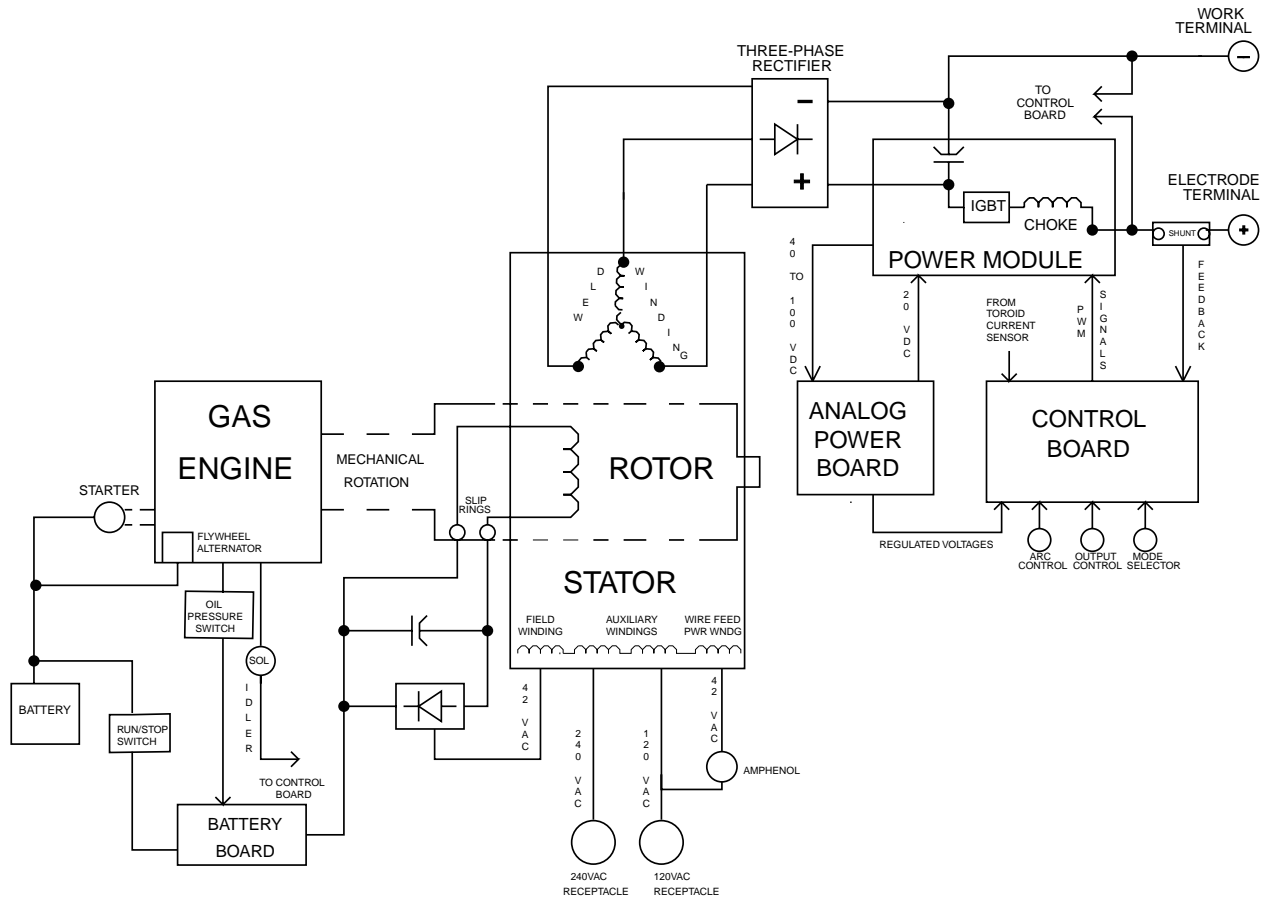 WORK
TERMINAL
−
THREE-PHASE
RECTIFIER
−
+
TO
CONTROL
BOARD
ELECTRODE
TERMINAL
+
IGBT
CHOKE
SHUNT
POWER MODULE
WELD WINDING
40 TO 100 VDC
20 VDC
FROM
TOROID
CURRENT
SENSOR
PWM
SIGNALS
FEEDBACK
GAS
ENGINE
MECHANICAL
ROTATION
ROTOR
ANALOG
POWER
BOARD
CONTROL
BOARD
STARTER
SLIP
RINGS
FLYWHEEL
ALTERNATOR
REGULATED VOLTAGES
ARC
CONTROL
OUTPUT
CONTROL
MODE
SELECTOR
STATOR
OIL
PRESSURE
SWITCH
FIELD
WINDING
AUXILIARY
WINDINGS
WIRE FEED
PWR WNDG
SOL
IDLER
BATTERY
RUN/STOP
SWITCH
42 VAC
240 VAC
120 VAC
42 VAC
AMPHENOL
TO CONTROL
BOARD
BATTERY
BOARD
240VAC
RECEPTACLE
120VAC
RECEPTACLE